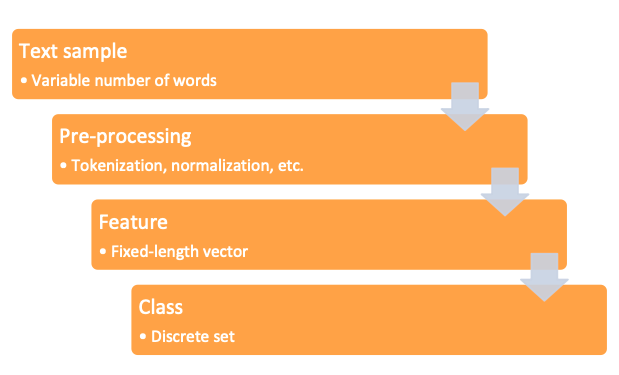 Text sample
• Variable number of words
Pre-processing
• Tokenization, normalization, etc.
Feature
• Fixed-length vector
Class
• Discrete set